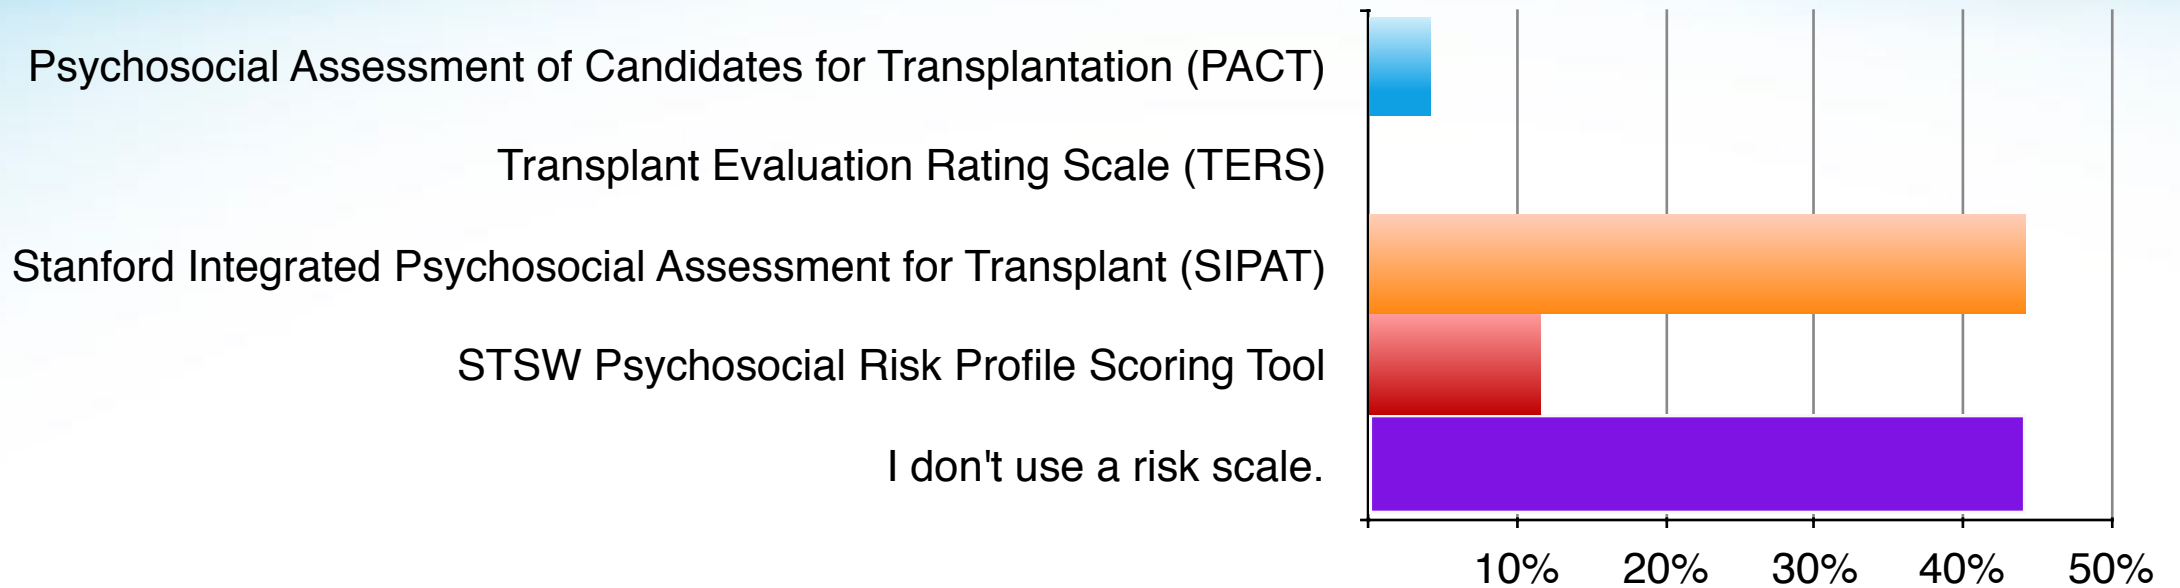 Psychosocial Assessment of Candidates for Transplantation (PACT)
Transplant Evaluation Rating Scale (TERS)
Stanford Integrated Psychosocial Assessment for Transplant (SIPAT)
STSW Psychosocial Risk Profile Scoring Tool
I don't use a risk scale.
10% 20% 30% 40% 50%